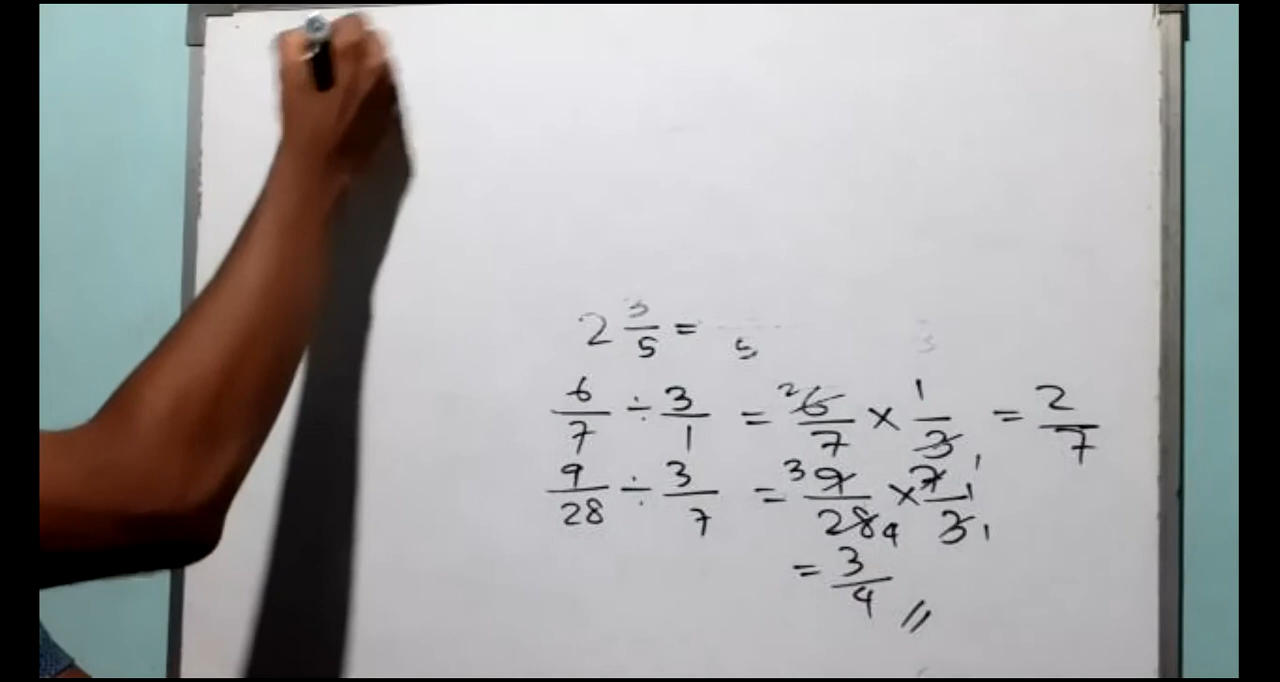 2 3/5 = /5
6/7 ÷ 3/1 = 2 6/7 × 1/3 1 = 2/7
9/28 ÷ 3/7 = 3 9/28 4 × 7/3 1 1
= 3/4 //